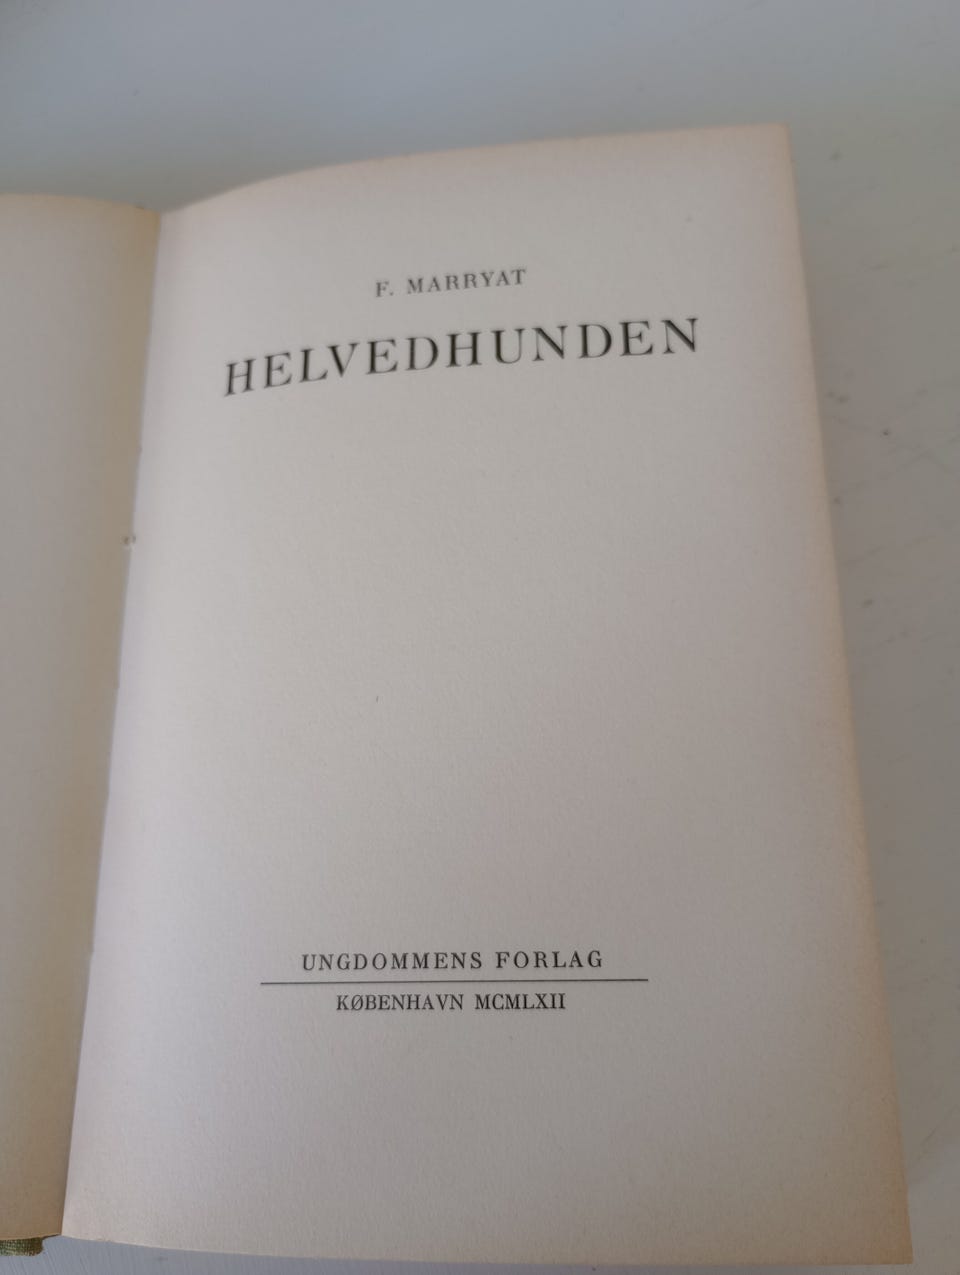 F. MARRYAT
HELVEDHUNDEN
UNGDOMMENS FORLAG
KØBENHAVN MCMLXII